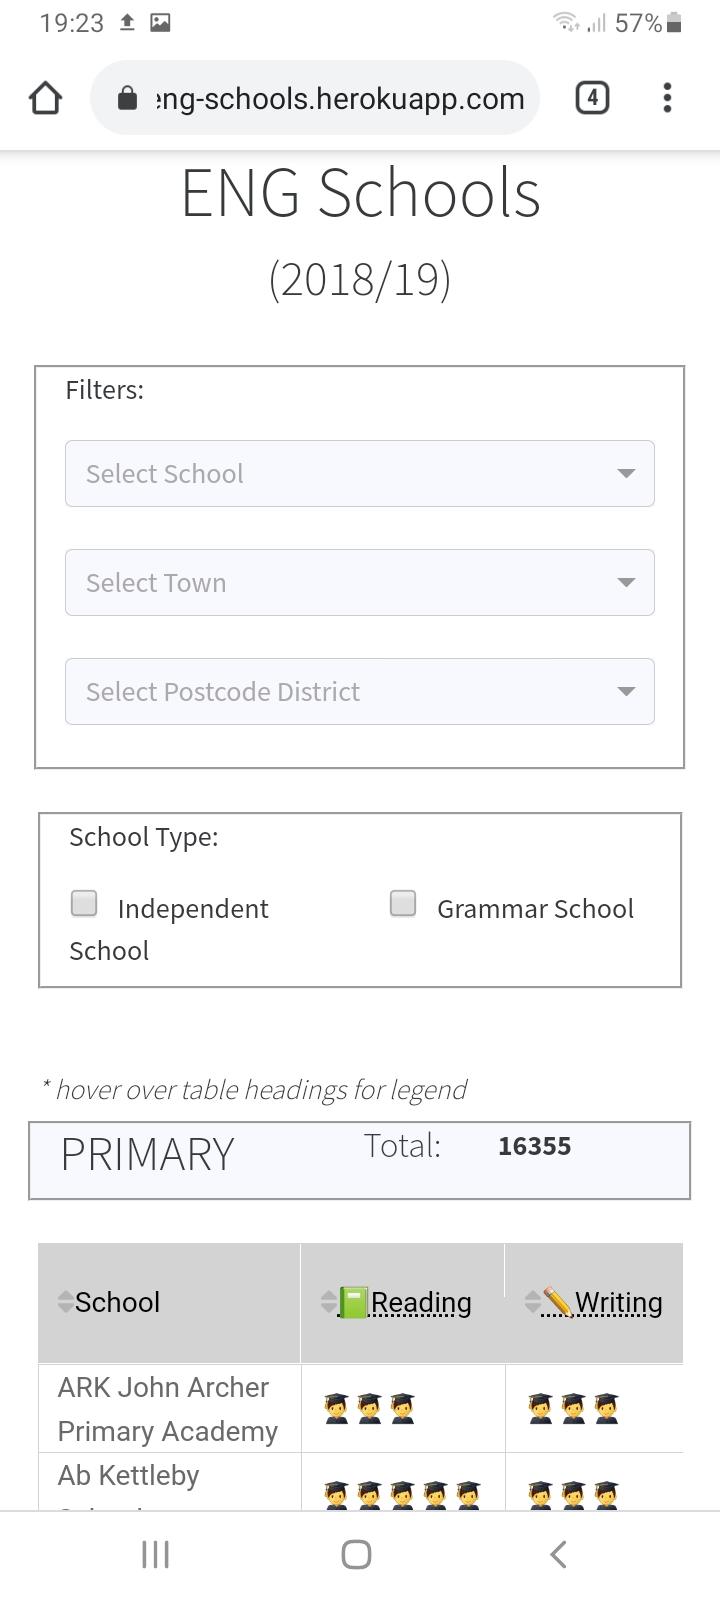 19:23
57%
eng-schools.herokuapp.com
4
ENG Schools
(2018/19)
Filters:
Select School
Select Town
Select Postcode District
School Type:
Independent School
Grammar School
* hover over table headings for legend
PRIMARY Total: 16355
School Reading Writing
ARK John Archer
Primary Academy
Ab Kettleby